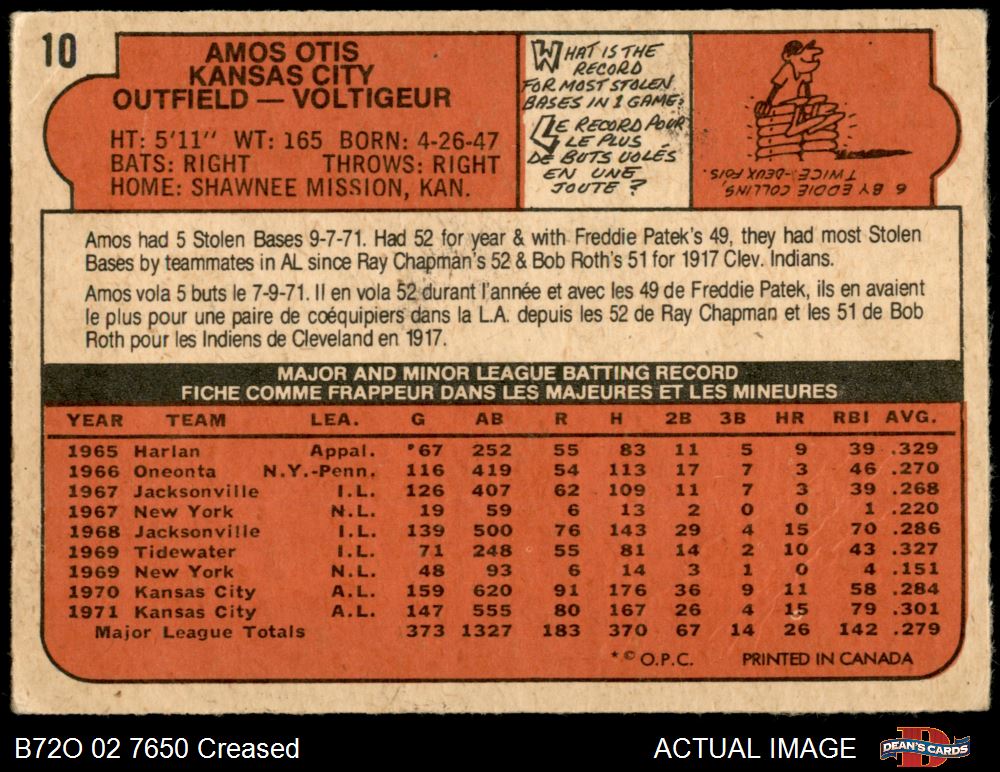 10
AMOS OTIS
KANSAS CITY
OUTFIELD — VOLTIGEUR
HT: 5'11" WT: 165 BORN: 4-26-47
BATS: RIGHT THROWS: RIGHT
HOME: SHAWNEE MISSION, KAN.
WHAT IS THE
RECORD
FOR MOST STOLEN
BASES IN 1 GAME?
LE RECORD POUR
LE PLUS
DE BUTS VOLÉS
EN UNE
JOUTE ?
6 BY EDDIE COLLINS,
TWICE-DEUX FOIS.
Amos had 5 Stolen Bases 9-7-71. Had 52 for year & with Freddie Patek's 49, they had most Stolen
Bases by teammates in AL since Ray Chapman's 52 & Bob Roth's 51 for 1917 Clev. Indians.
Amos vola 5 buts le 7-9-71. Il en vola 52 durant l'année et avec les 49 de Freddie Patek, ils en avaient
le plus pour une paire de coéquipiers dans la L.A. depuis les 52 de Ray Chapman et les 51 de Bob
Roth pour les Indiens de Cleveland en 1917.
MAJOR AND MINOR LEAGUE BATTING RECORD
FICHE COMME FRAPPEUR DANS LES MAJEURES ET LES MINEURES
YEAR TEAM LEA. G AB R H 2B 3B HR RBI AVG.
1965 Harlan Appal. *67 252 55 83 11 5 9 39 .329
1966 Oneonta N.Y.-Penn. 116 419 54 113 17 7 3 46 .270
1967 Jacksonville I.L. 126 407 62 109 11 7 3 39 .268
1967 New York N.L. 19 59 6 13 2 0 0 1 .220
1968 Jacksonville I.L. 139 500 76 143 29 4 15 70 .286
1969 Tidewater I.L. 71 248 55 81 14 2 10 43 .327
1969 New York N.L. 48 93 6 14 3 1 0 4 .151
1970 Kansas City A.L. 159 620 91 176 36 9 11 58 .284
1971 Kansas City A.L. 147 555 80 167 26 4 15 79 .301
Major League Totals 373 1327 183 370 67 14 26 142 .279
* © O.P.C. PRINTED IN CANADA
B72O 02 7650 Creased
ACTUAL IMAGE
DEAN'S CARDS